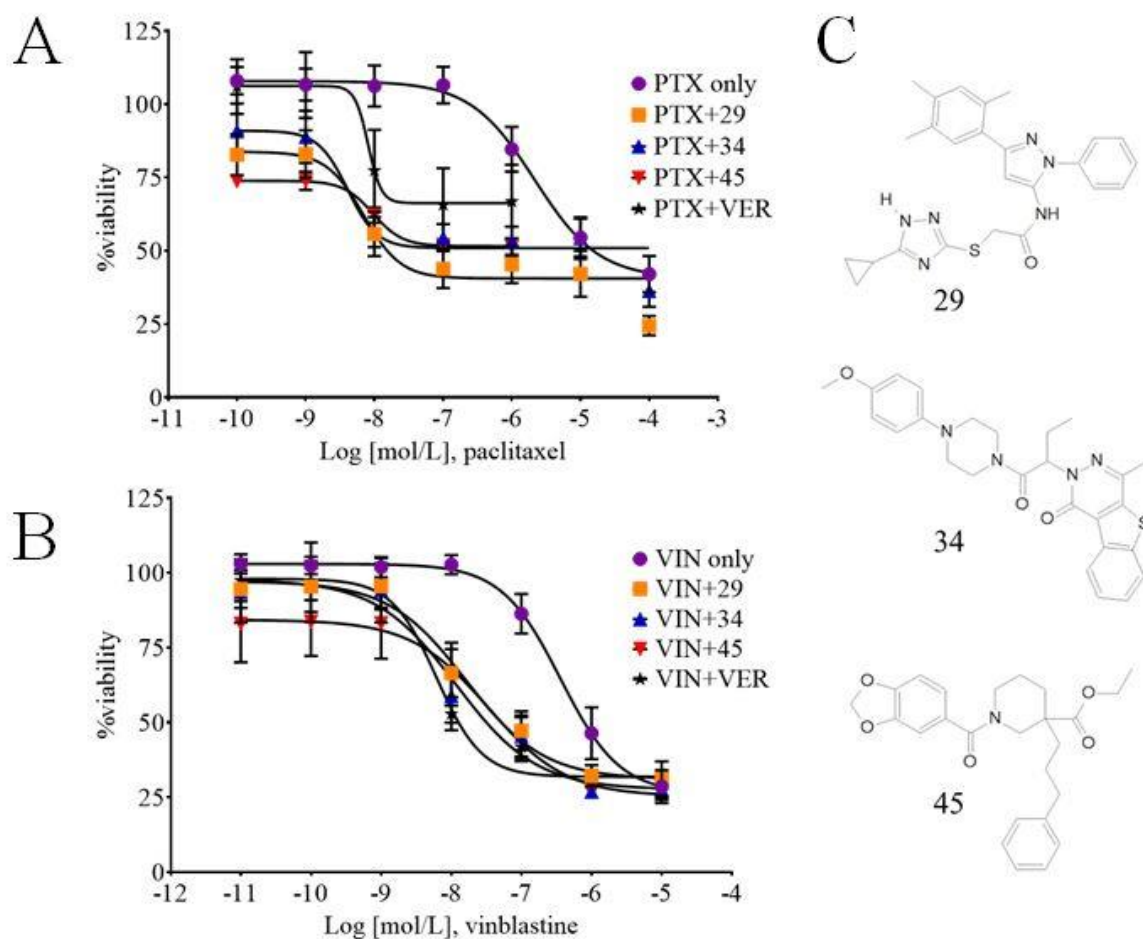 A
125
100
75
50
25
0
%viability
PTX only
PTX+29
PTX+34
PTX+45
PTX+VER
-11 -10 -9 -8 -7 -6 -5 -4 -3
Log [mol/L], paclitaxel
B
125
100
75
50
25
0
%viability
VIN only
VIN+29
VIN+34
VIN+45
VIN+VER
-12 -11 -10 -9 -8 -7 -6 -5 -4
Log [mol/L], vinblastine
C
N
N
H
N N
NH
S
N
O
29
O
N
N
N
N
O
O
S
34
O
N
O
O
O
O
45